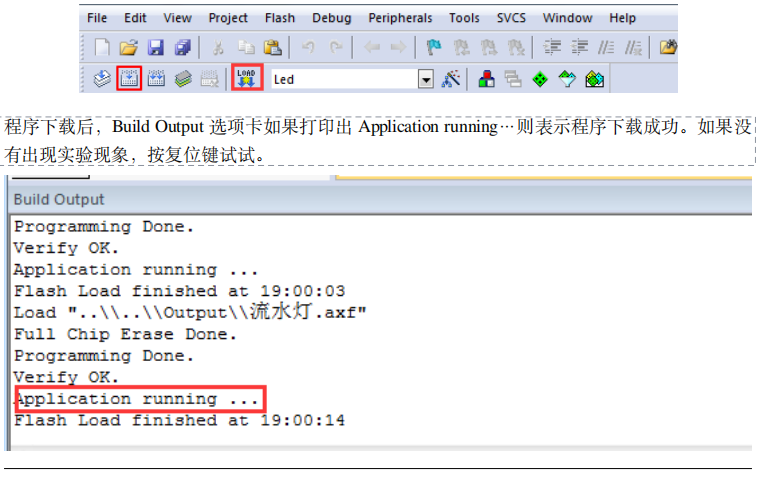 File Edit View Project Flash Debug Peripherals Tools SVCS Window Help
LOAD Led
程序下载后，Build Output 选项卡如果打印出 Application running…则表示程序下载成功。如果没
有出现实验现象，按复位键试试。
Build Output
Programming Done.
Verify OK.
Application running ...
Flash Load finished at 19:00:03
Load "..\\..\\Output\\流水灯.axf"
Full Chip Erase Done.
Programming Done.
Verify OK.
Application running ...
Flash Load finished at 19:00:14